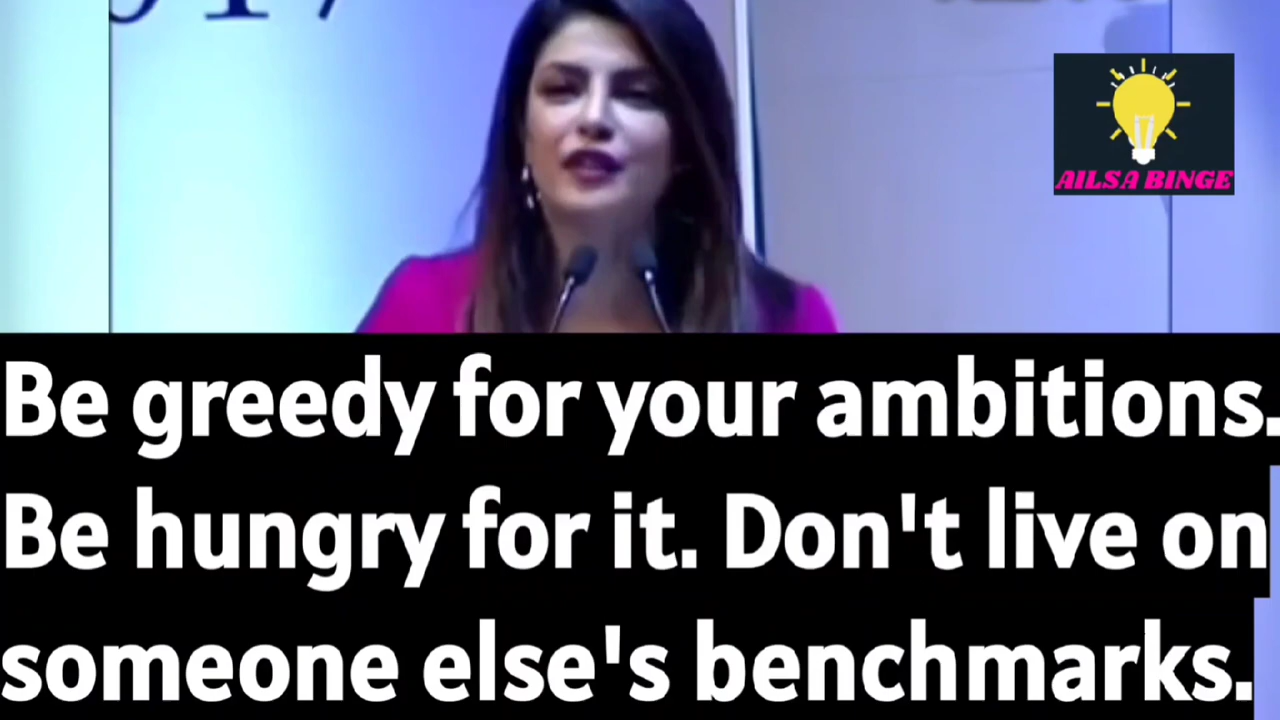 AILSA BINGE
Be greedy for your ambitions.
Be hungry for it. Don't live on
someone else's benchmarks.